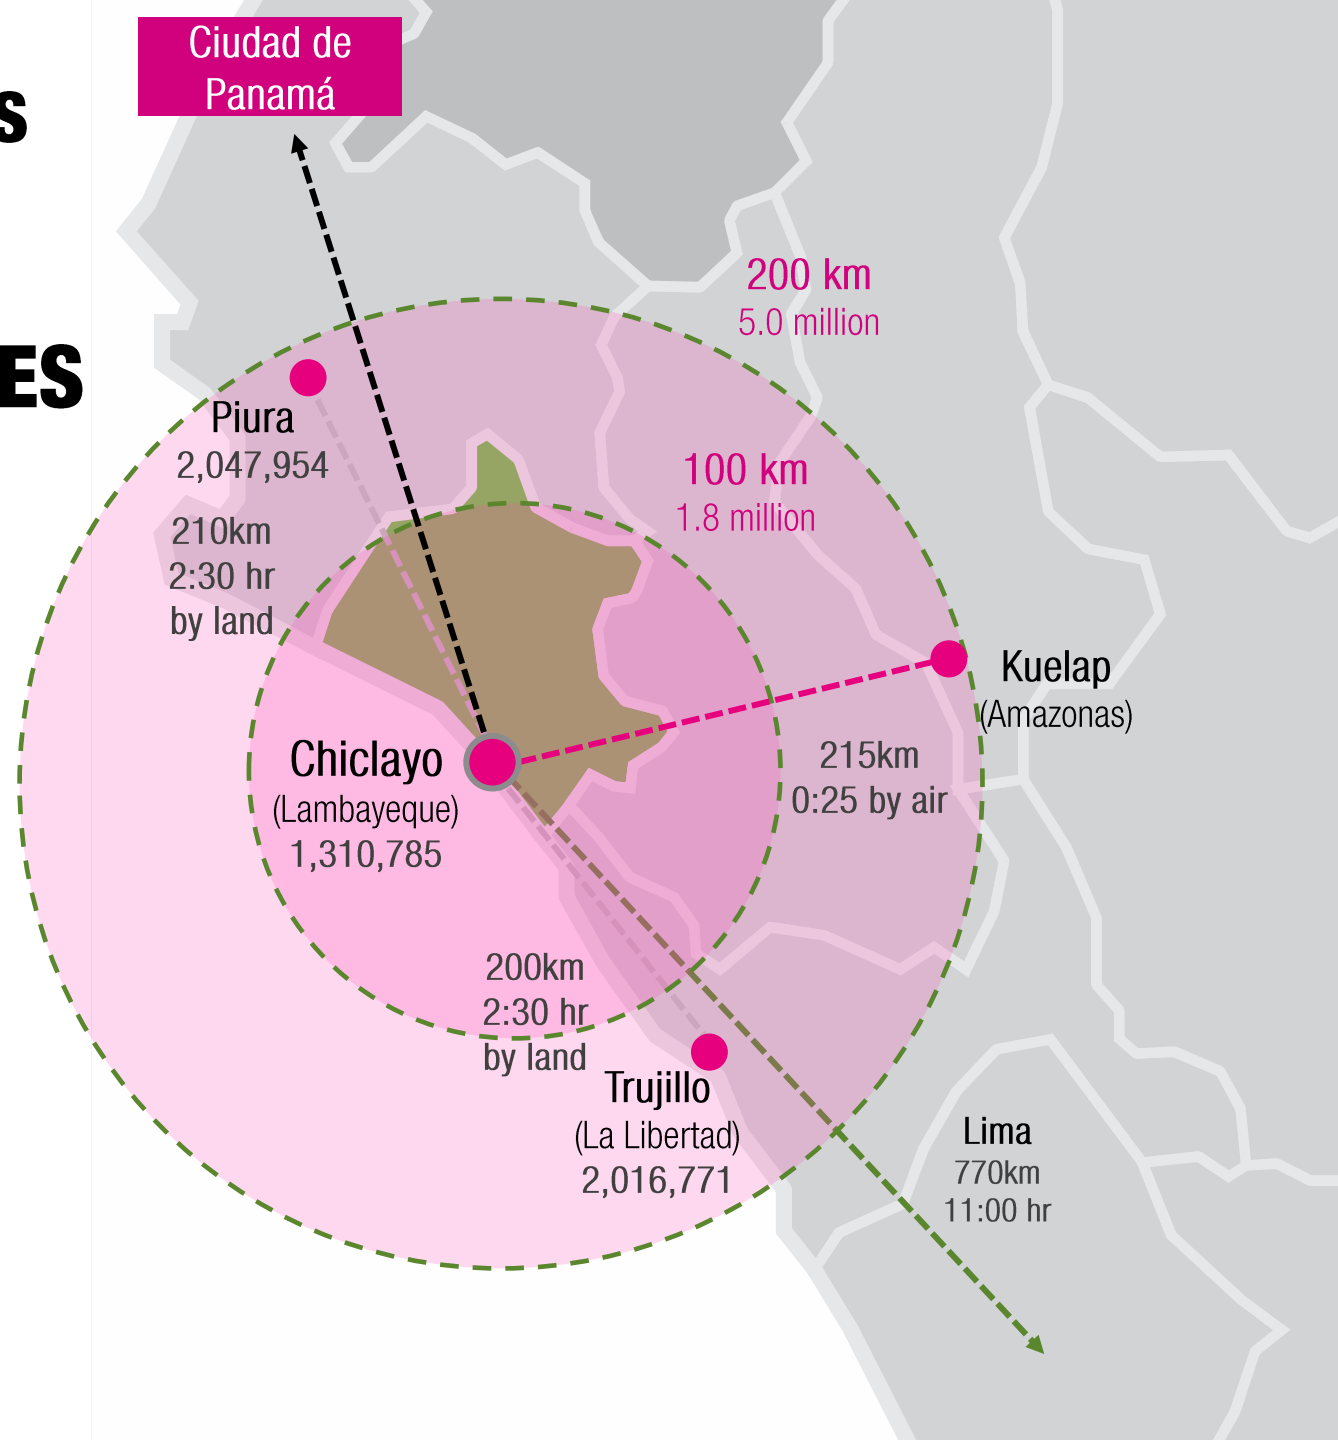 Ciudad de
Panamá
S
ES
200 km
5.0 million
Piura
2,047,954
210km
2:30 hr
by land
100 km
1.8 million
Kuelap
(Amazonas)
215km
0:25 by air
Chiclayo
(Lambayeque)
1,310,785
200km
2:30 hr
by land
Trujillo
(La Libertad)
2,016,771
Lima
770km
11:00 hr